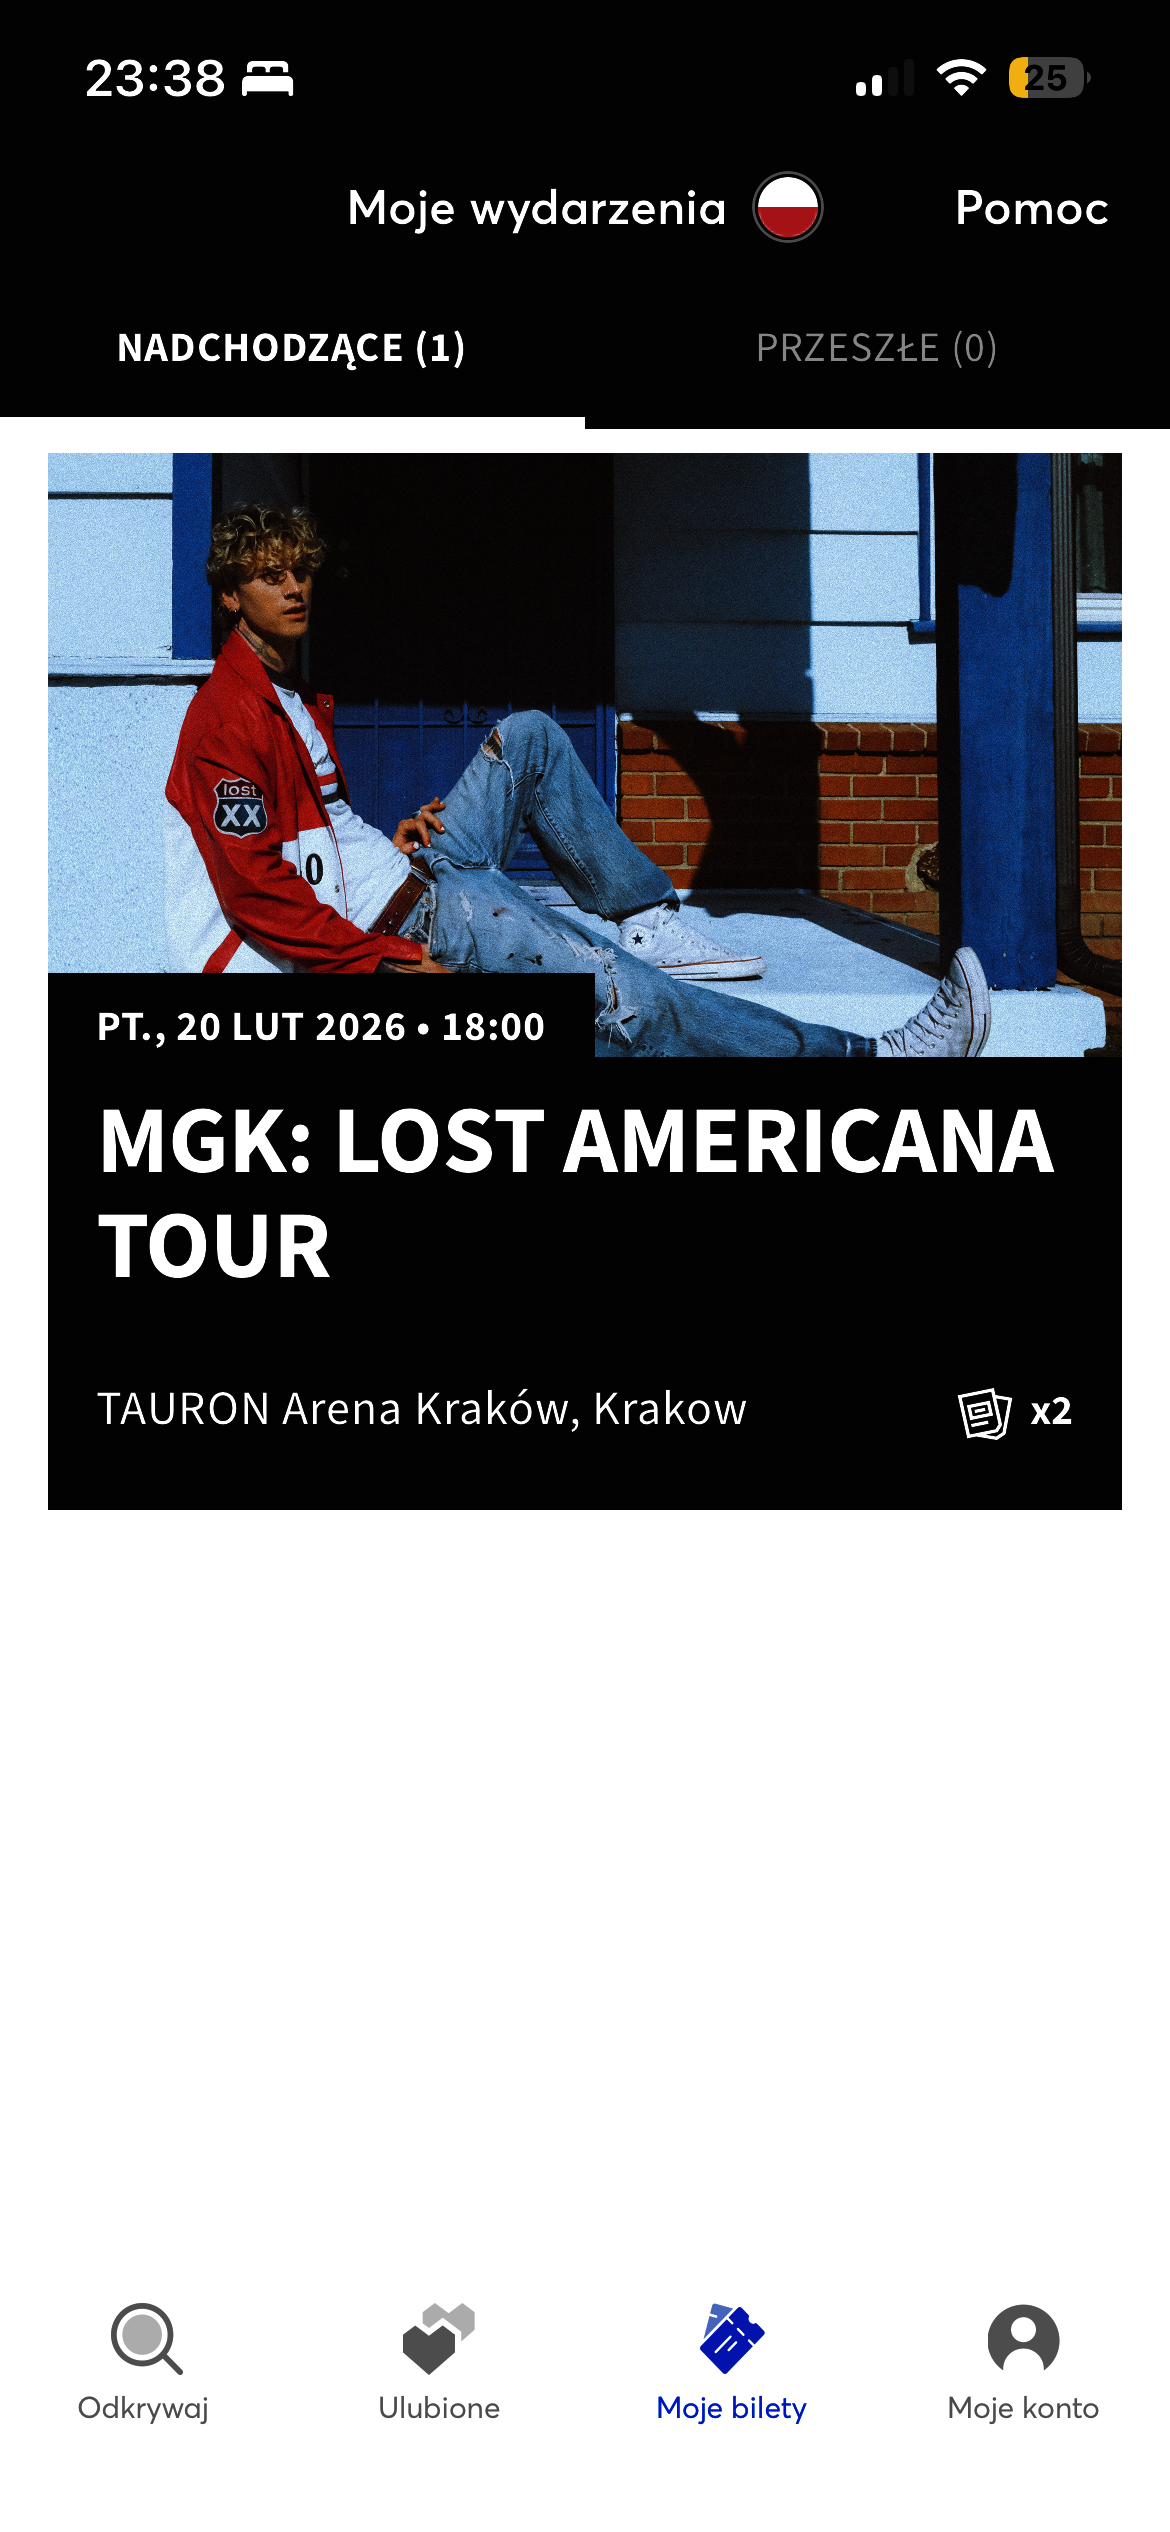 23:38
25
Moje wydarzenia
Pomoc
NADCHODZĄCE (1)
PRZESZŁE (0)
lost
XX
0
PT., 20 LUT 2026 • 18:00
MGK: LOST AMERICANA
TOUR
TAURON Arena Kraków, Krakow
x2
Odkrywaj
Ulubione
Moje bilety
Moje konto